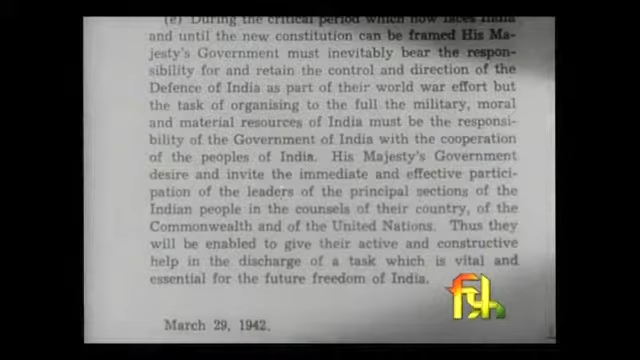 (e) During the critical period which now faces India
and until the new constitution can be framed His Ma-
jesty's Government must inevitably bear the respon-
sibility for and retain the control and direction of the
Defence of India as part of their world war effort but
the task of organising to the full the military, moral
and material resources of India must be the responsi-
bility of the Government of India with the cooperation
of the peoples of India. His Majesty's Government
desire and invite the immediate and effective partici-
pation of the leaders of the principal sections of the
Indian people in the counsels of their country, of the
Commonwealth and of the United Nations. Thus they
will be enabled to give their active and constructive
help in the discharge of a task which is vital and
essential for the future freedom of India.
March 29, 1942.